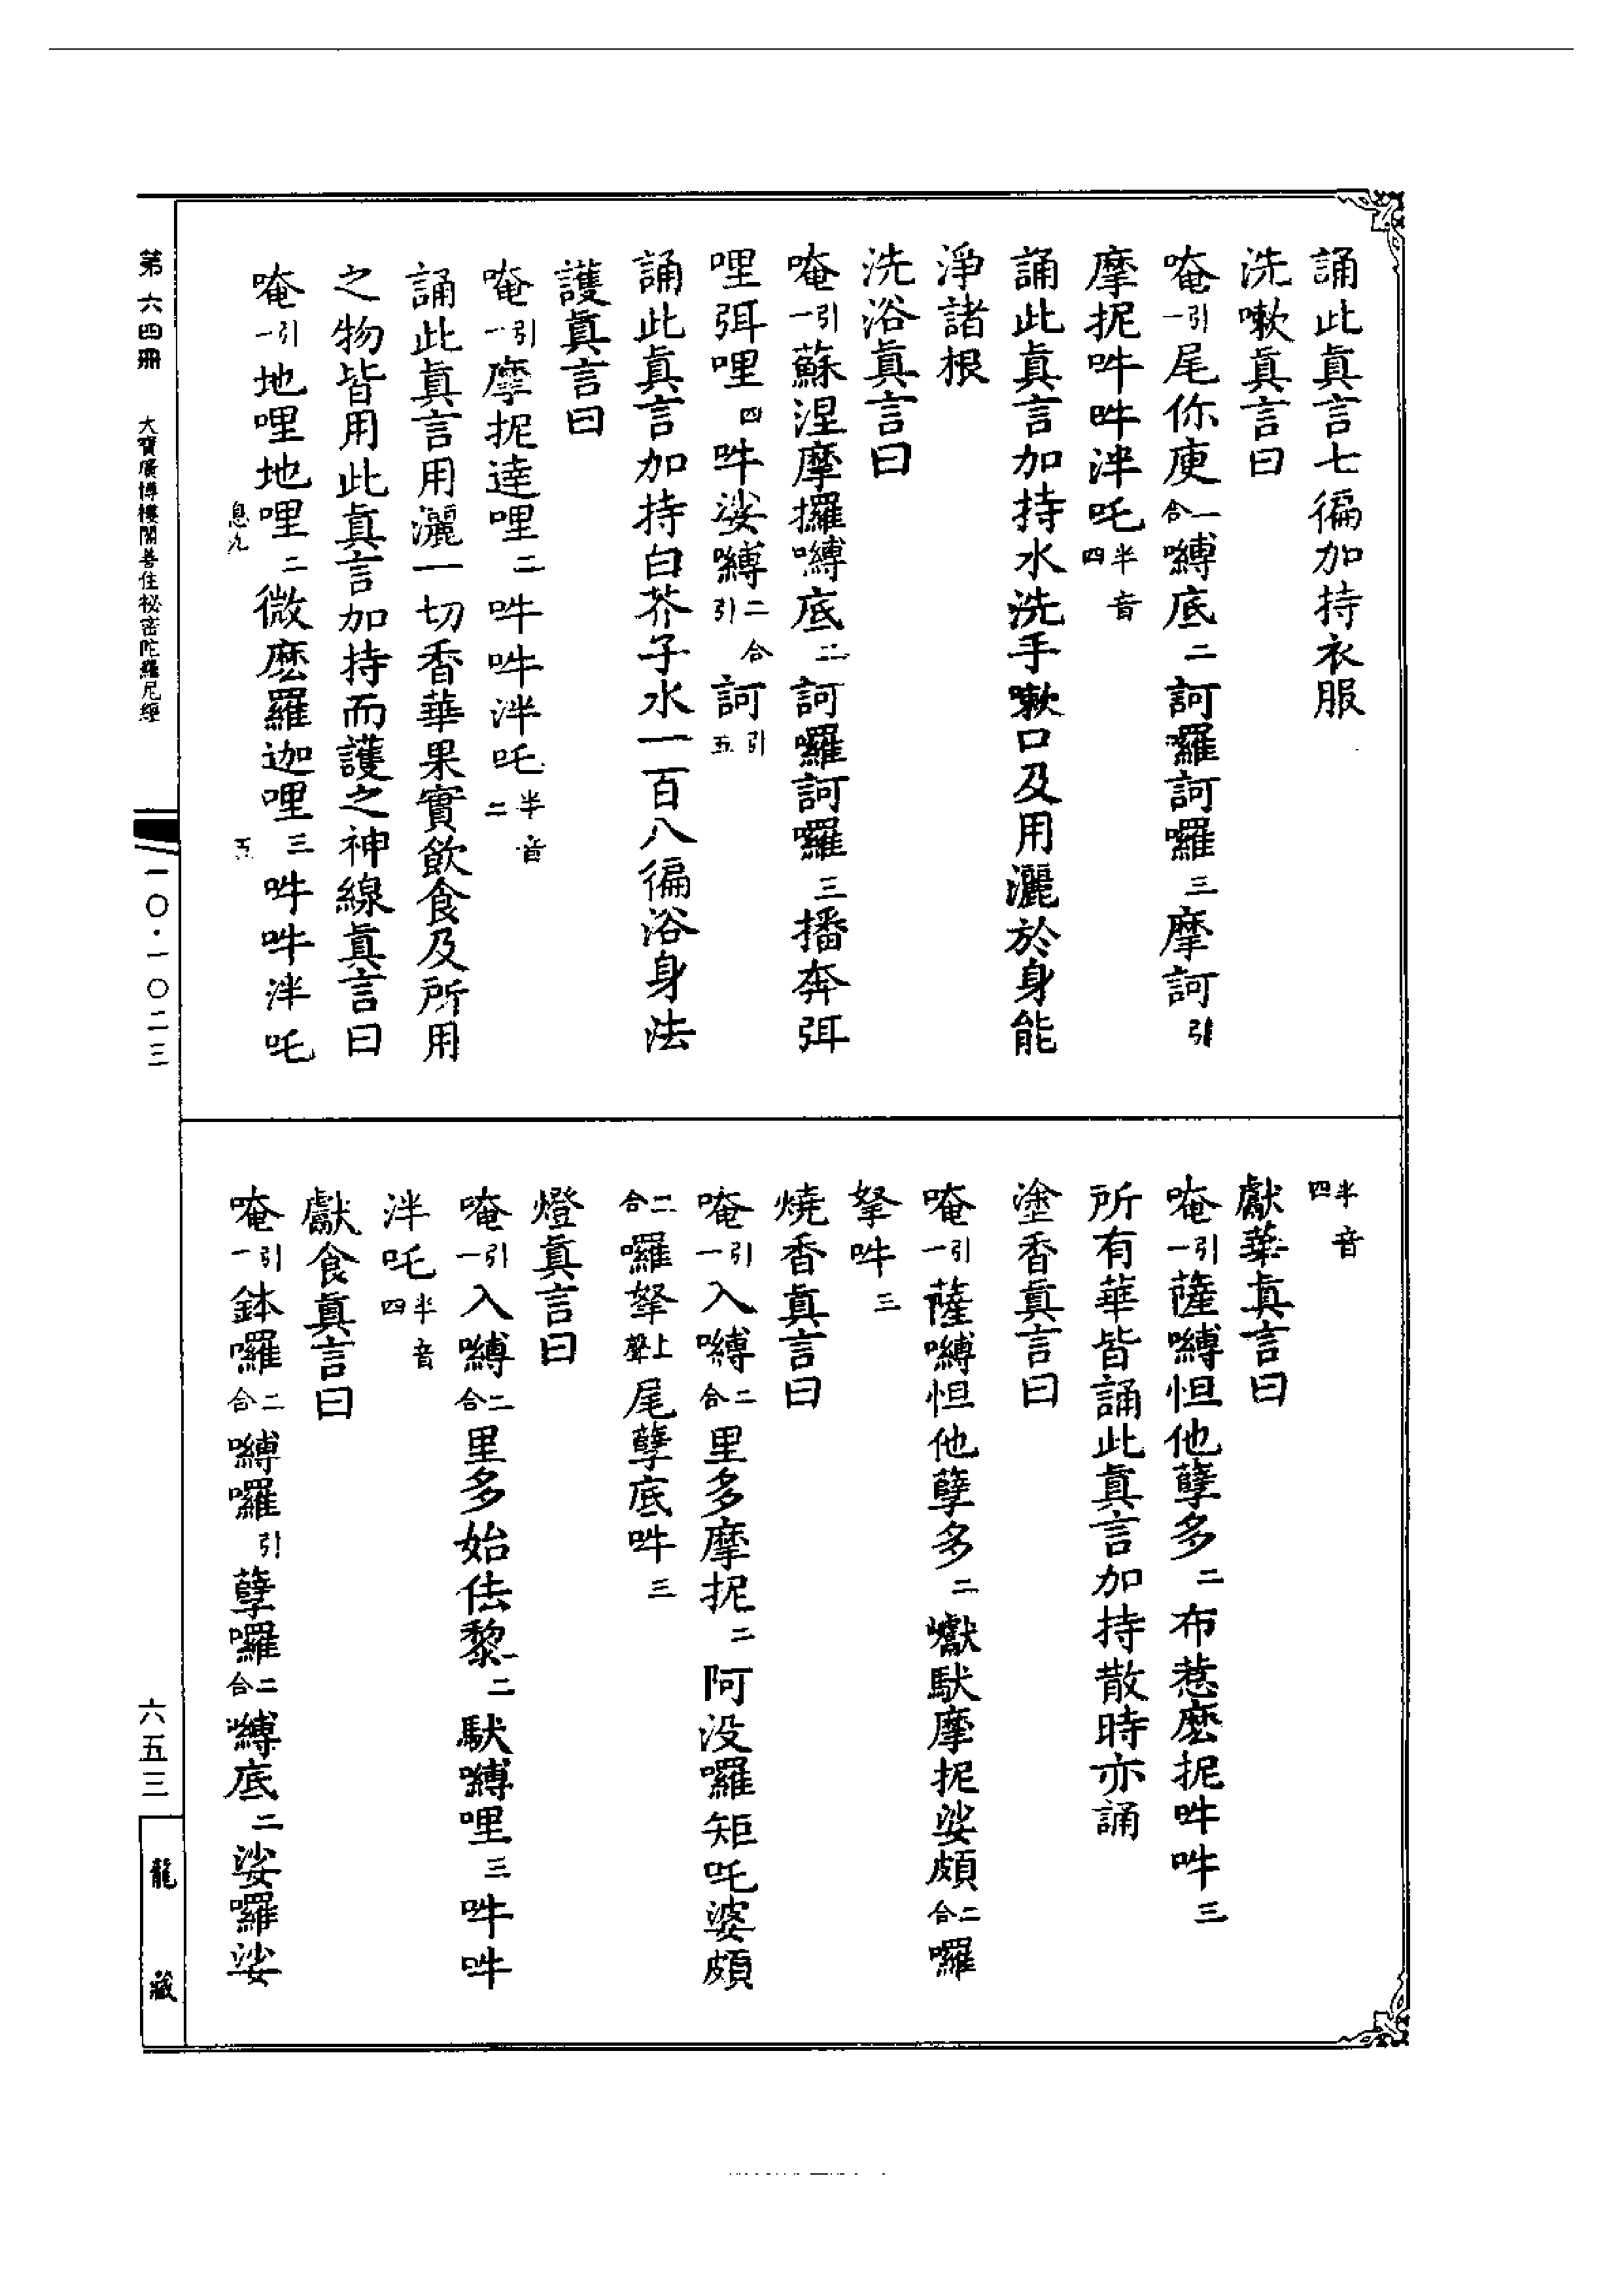 誦此真言七徧加持衣服
洗嗽真言曰
唵引一尾你㢈二合嚩底二訶囉訶囉三摩訶引
摩抳吽吽泮吒半音四
誦此真言加持水洗手嗽口及用灑於身能
淨諸根
洗浴真言曰
唵引一蘇涅摩攞嚩底二訶囉訶囉三播奔弭
哩弭哩四吽娑嚩二合引訶引五
誦此真言加持白芥子水一百八徧浴身法
護真言曰
唵引一摩抳達哩二吽吽泮吒半音二
誦此真言用灑一切香華果實飲食及所用
之物皆用此真言加持而護之神線真言曰
唵引一地哩地哩二微麼羅迦哩三吽吽泮吒
半音四
獻華真言曰
唵引一薩嚩怛他孽多二布惹麼抳吽吽三
所有華皆誦此真言加持散時亦誦
塗香真言曰
唵引一薩嚩怛他孽多二巘馱摩抳娑頗二合囉
拏吽三
燒香真言曰
唵引一入嚩二合里多摩抳二阿没囉矩吒娑頗
二合囉拏上聲尾孽底吽三
燈真言曰
唵引一入嚩二合里多始佉黎二馱嚩哩三吽吽
泮吒半音四
獻食真言曰
唵引一鉢囉二合嚩囉引孽囉二合嚩底二娑囉娑
第六四冊
大寶廣博樓閣善住祕密陀羅尼經
息九
五
一〇·一〇二三
六五三
龍藏